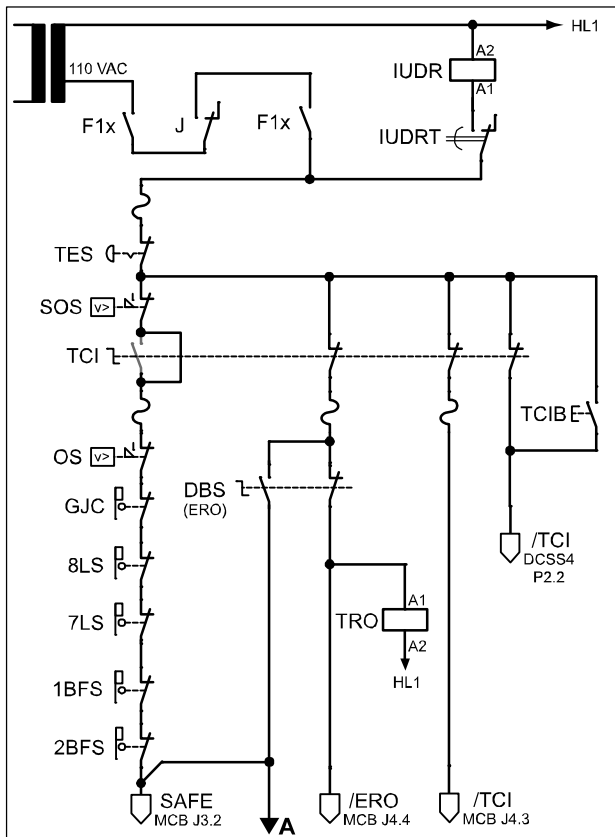 HL1
A2
110 VAC
IUDR
A1
F1x
J
F1x
IUDRT
TES
SOS
v>
TCI
TCIB
OS
v>
DBS
(ERO)
GJC
/TCI
DCSS4
P2.2
8LS
A1
TRO
7LS
A2
HL1
1BFS
2BFS
SAFE
MCB J3.2
A
/ERO
MCB J4.4
/TCI
MCB J4.3